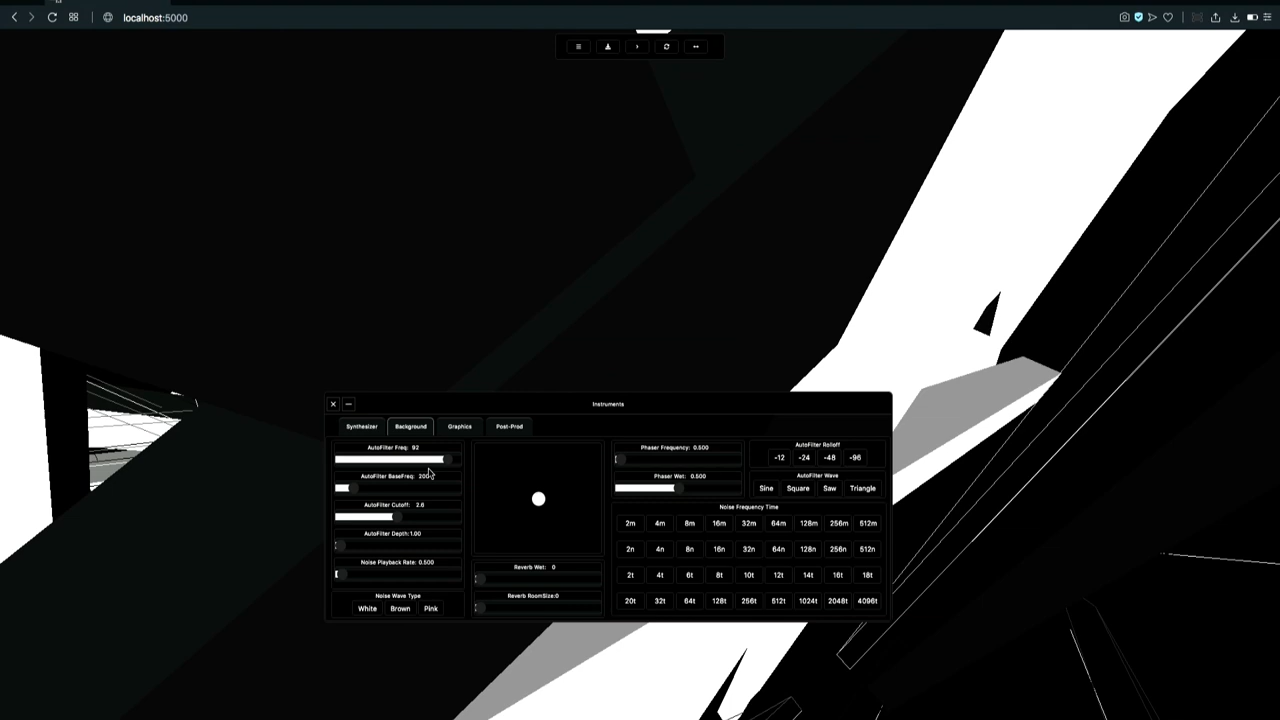 localhost:5000
Instruments
Synthesizer Background Graphics Post-Prod
AutoFilter Freq: 92
AutoFilter BaseFreq: 200
AutoFilter Cutoff: 2.6
AutoFilter Depth:1.00
Noise Playback Rate: 0.500
Noise Wave Type
White Brown Pink
Reverb Wet: 0
Reverb RoomSize:0
Phaser Frequency: 0.500
Phaser Wet: 0.500
AutoFilter Rolloff
-12 -24 -48 -96
AutoFilter Wave
Sine Square Saw Triangle
Noise Frequency Time
2m 4m 8m 16m 32m 64m 128m 256m 512m
2n 4n 8n 16n 32n 64n 128n 256n 512n
2t 4t 6t 8t 10t 12t 14t 16t 18t
20t 32t 64t 128t 256t 512t 1024t 2048t 4096t